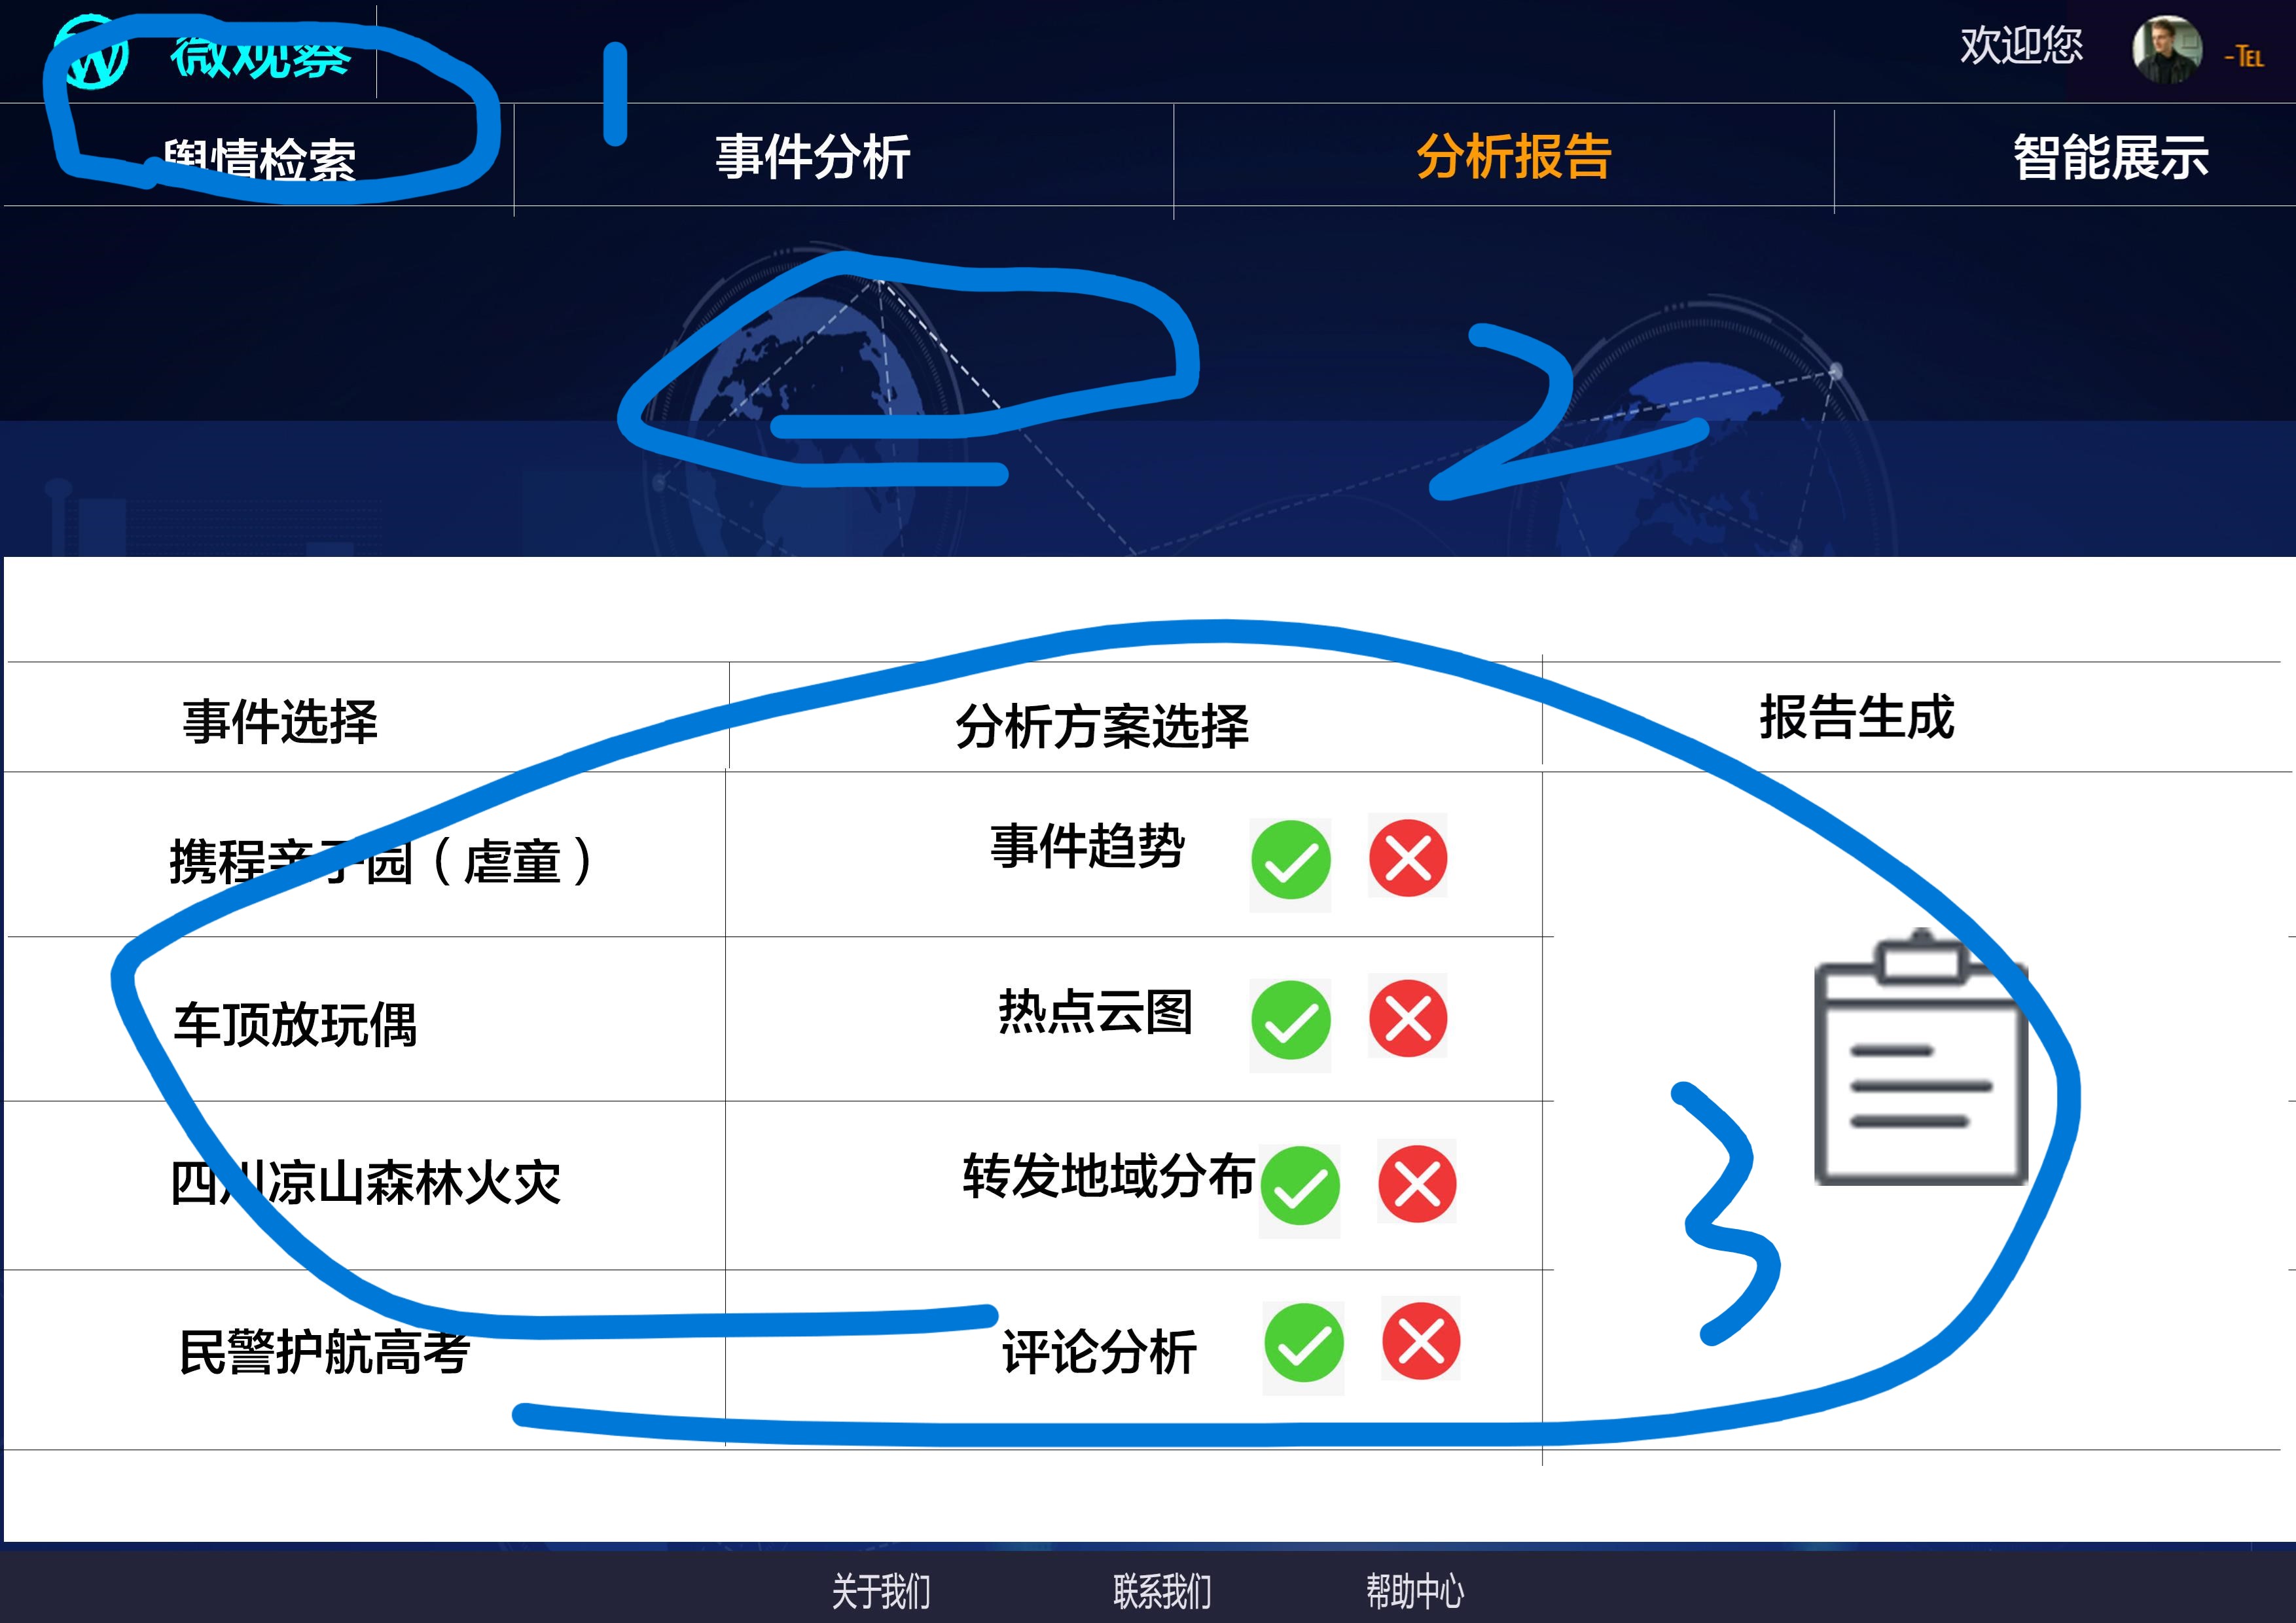 微观察
欢迎您 -TEL
舆情检索 事件分析 分析报告 智能展示
1
2
事件选择 分析方案选择 报告生成
携程亲子园（虐童） 事件趋势
车顶放玩偶 热点云图
四川凉山森林火灾 转发地域分布
3
民警护航高考 评论分析
关于我们 联系我们 帮助中心